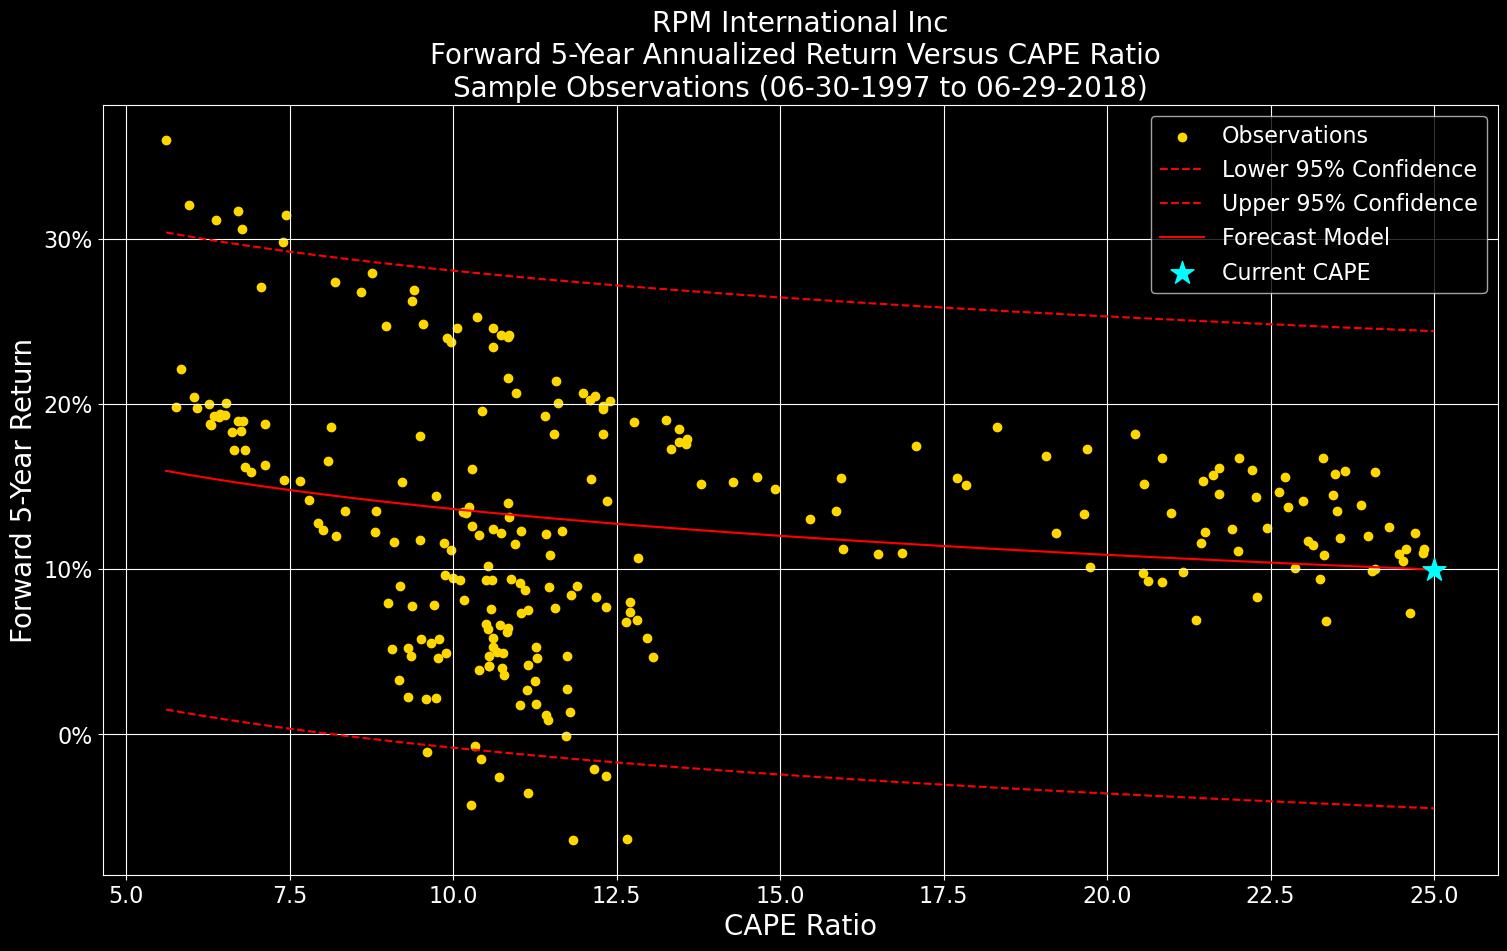 RPM International Inc
Forward 5-Year Annualized Return Versus CAPE Ratio
Sample Observations (06-30-1997 to 06-29-2018)
Observations
Lower 95% Confidence
Upper 95% Confidence
Forecast Model
Current CAPE
Forward 5-Year Return
30%
20%
10%
0%
5.0 7.5 10.0 12.5 15.0 17.5 20.0 22.5 25.0
CAPE Ratio